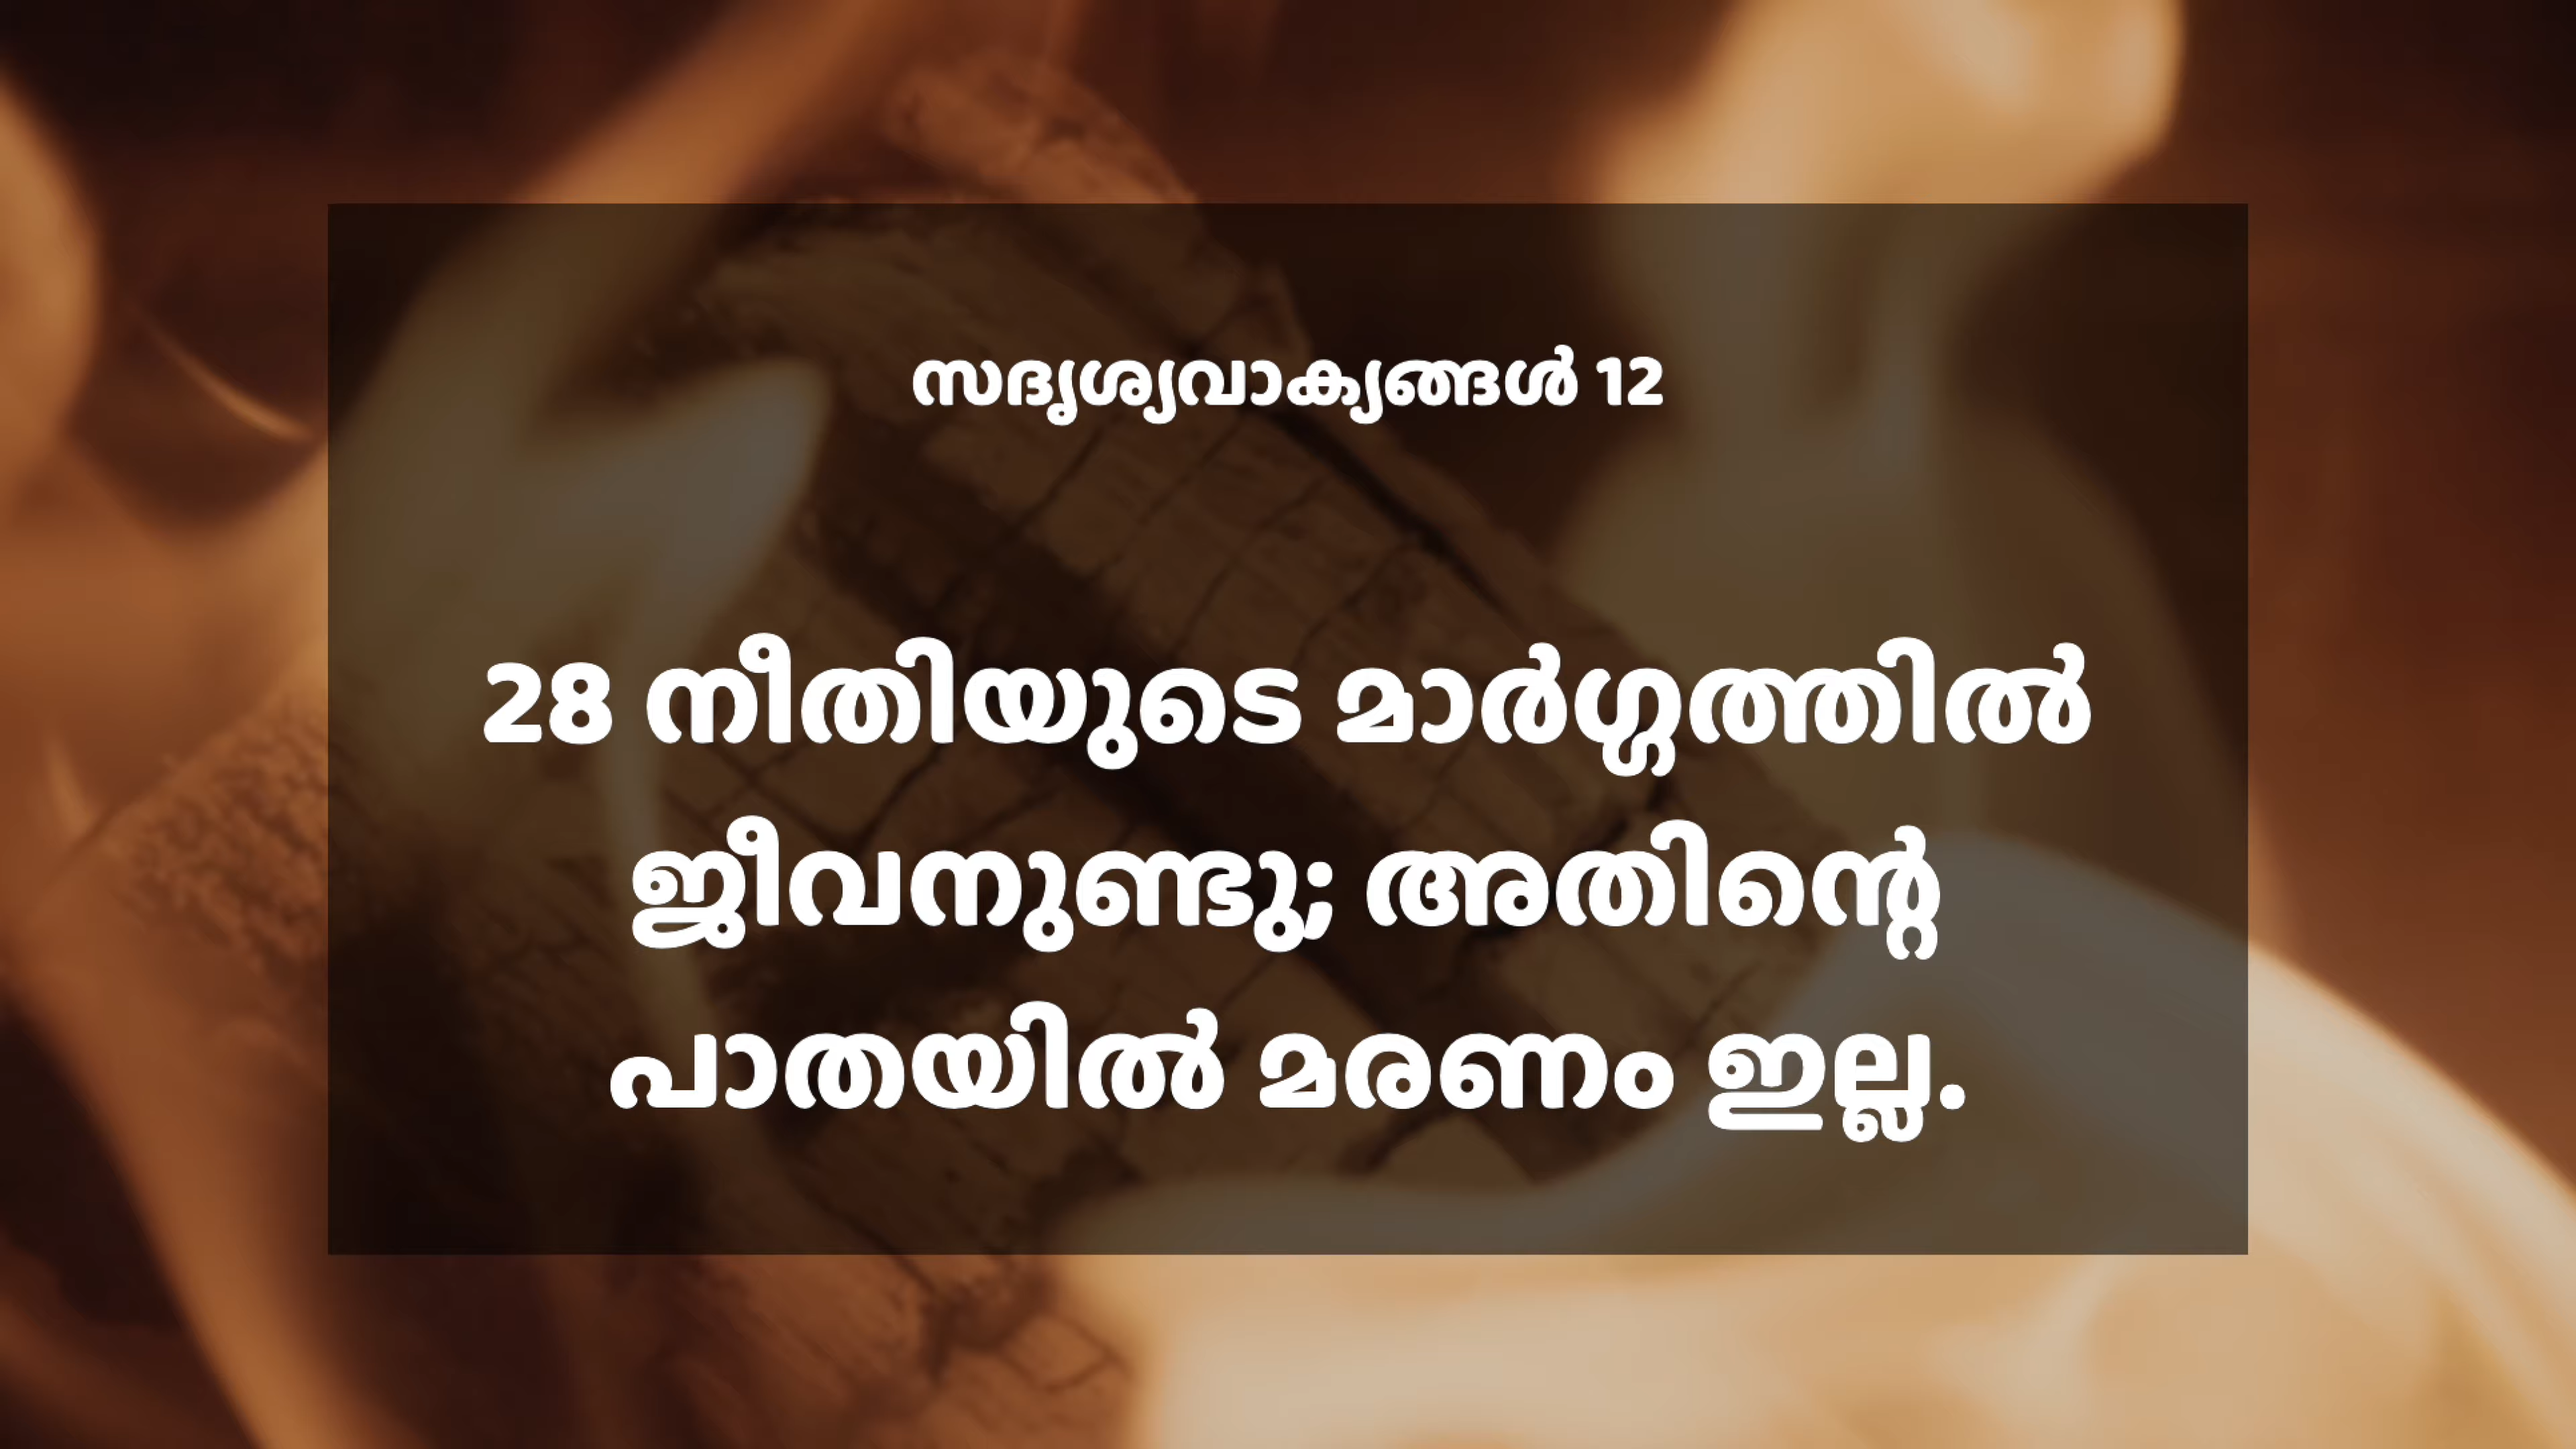 സദൃശ്യവാക്യങ്ങൾ 12
28 നീതിയുടെ മാർഗ്ഗത്തിൽ
ജീവനുണ്ടു; അതിന്റെ
പാതയിൽ മരണം ഇല്ല.